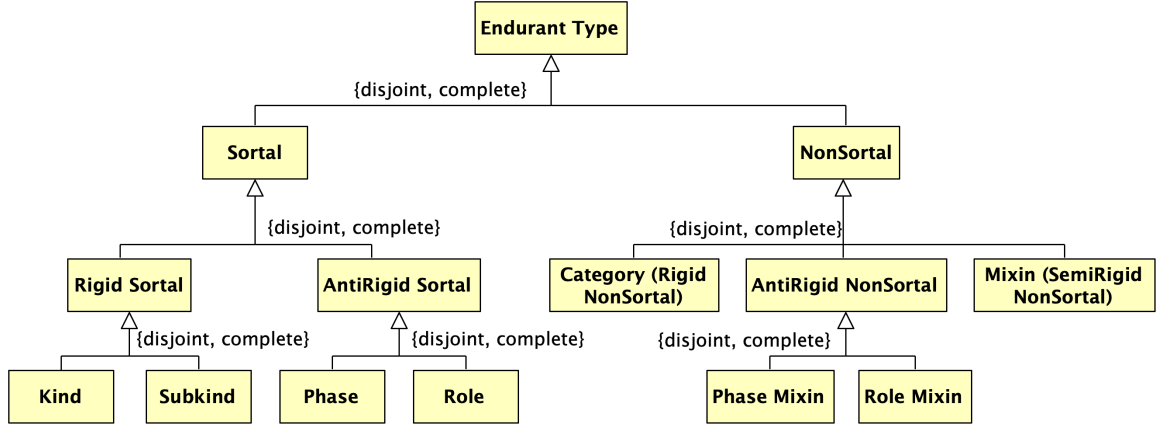 Endurant Type
{disjoint, complete}
Sortal
NonSortal
{disjoint, complete}
{disjoint, complete}
Rigid Sortal
AntiRigid Sortal
Category (Rigid
NonSortal)
AntiRigid NonSortal
Mixin (SemiRigid
NonSortal)
{disjoint, complete}
{disjoint, complete}
{disjoint, complete}
Kind
Subkind
Phase
Role
Phase Mixin
Role Mixin